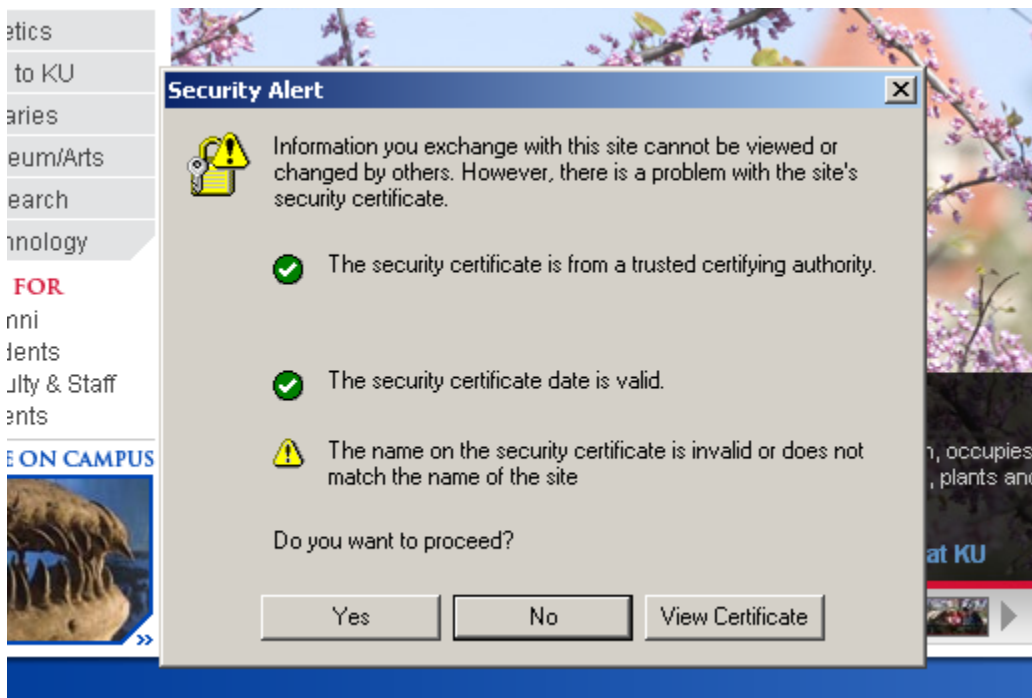 etics
to KU
aries
eum/Arts
earch
hnology
FOR
mni
dents
ulty & Staff
ents
E ON CAMPUS
»
Security Alert
Information you exchange with this site cannot be viewed or
changed by others. However, there is a problem with the site's
security certificate.
The security certificate is from a trusted certifying authority.
The security certificate date is valid.
The name on the security certificate is invalid or does not
match the name of the site
Do you want to proceed?
Yes
No
View Certificate
n, occupies
, plants and
at KU